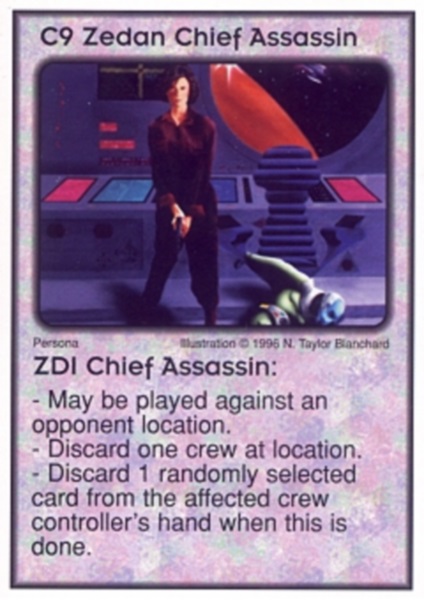 C9 Zedan Chief Assassin
Persona
Illustration © 1996 N. Taylor Blanchard
ZDI Chief Assassin:
- May be played against an
opponent location.
- Discard one crew at location.
- Discard 1 randomly selected
card from the affected crew
controller's hand when this is
done.